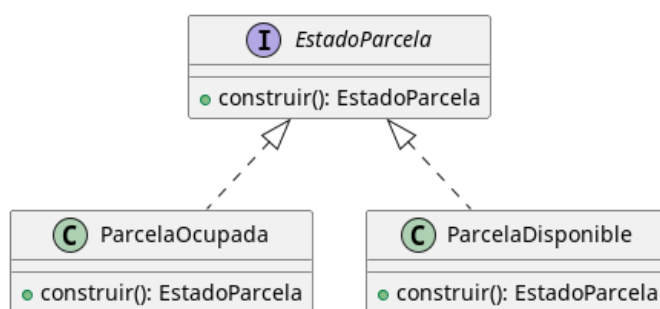 I EstadoParcela
construir(): EstadoParcela
C ParcelaOcupada
C ParcelaDisponible
construir(): EstadoParcela
construir(): EstadoParcela